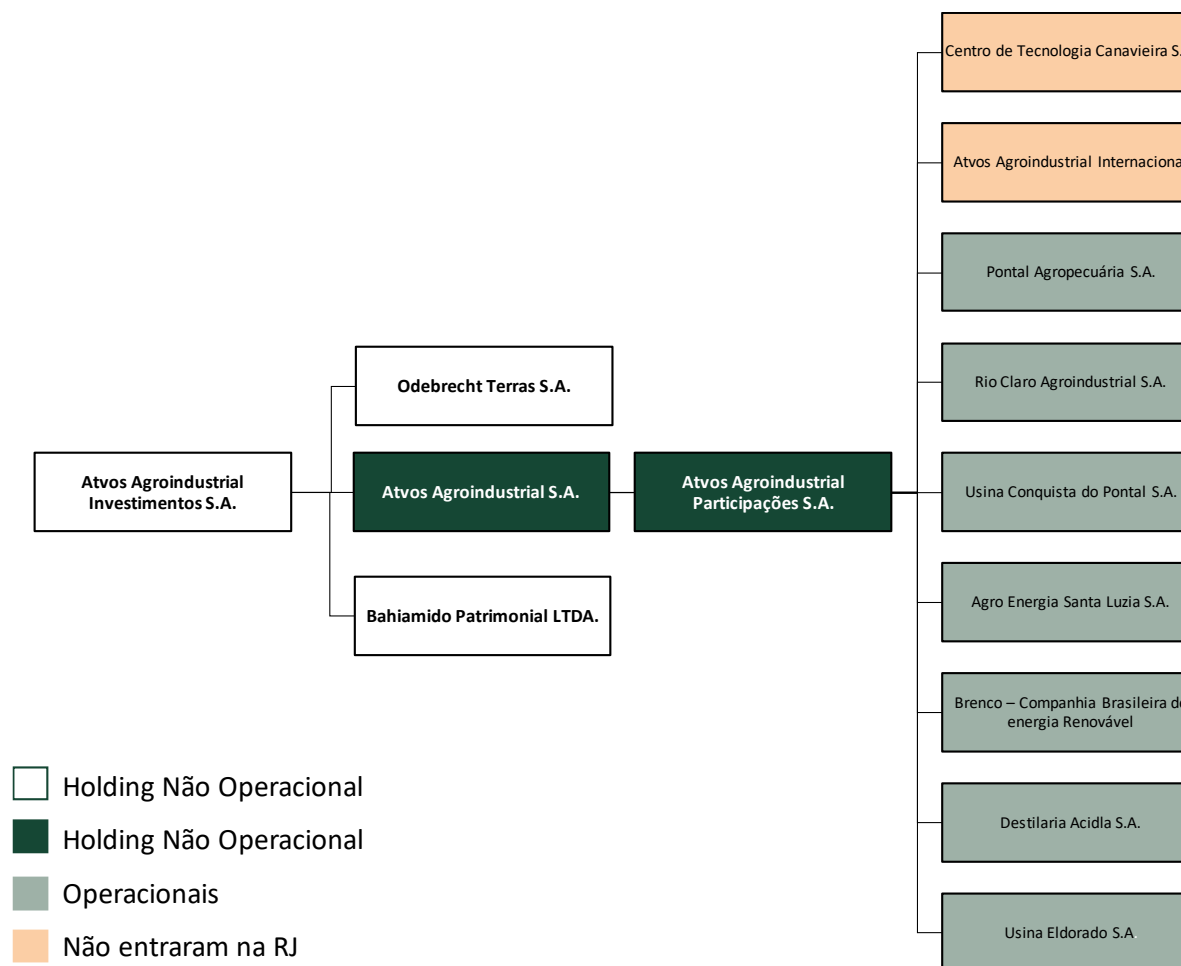 Centro de Tecnologia Canavieira S.
Atvos Agroindustrial Internaciona
Pontal Agropecuária S.A.
Rio Claro Agroindustrial S.A.
Odebrecht Terras S.A.
Atvos Agroindustrial
Investimentos S.A.
Atvos Agroindustrial S.A.
Atvos Agroindustrial
Participações S.A.
Usina Conquista do Pontal S.A.
Agro Energia Santa Luzia S.A.
Bahiamido Patrimonial LTDA.
Brenco – Companhia Brasileira de
energia Renovável
Destilaria Acidla S.A.
Usina Eldorado S.A.
Holding Não Operacional
Holding Não Operacional
Operacionais
Não entraram na RJ